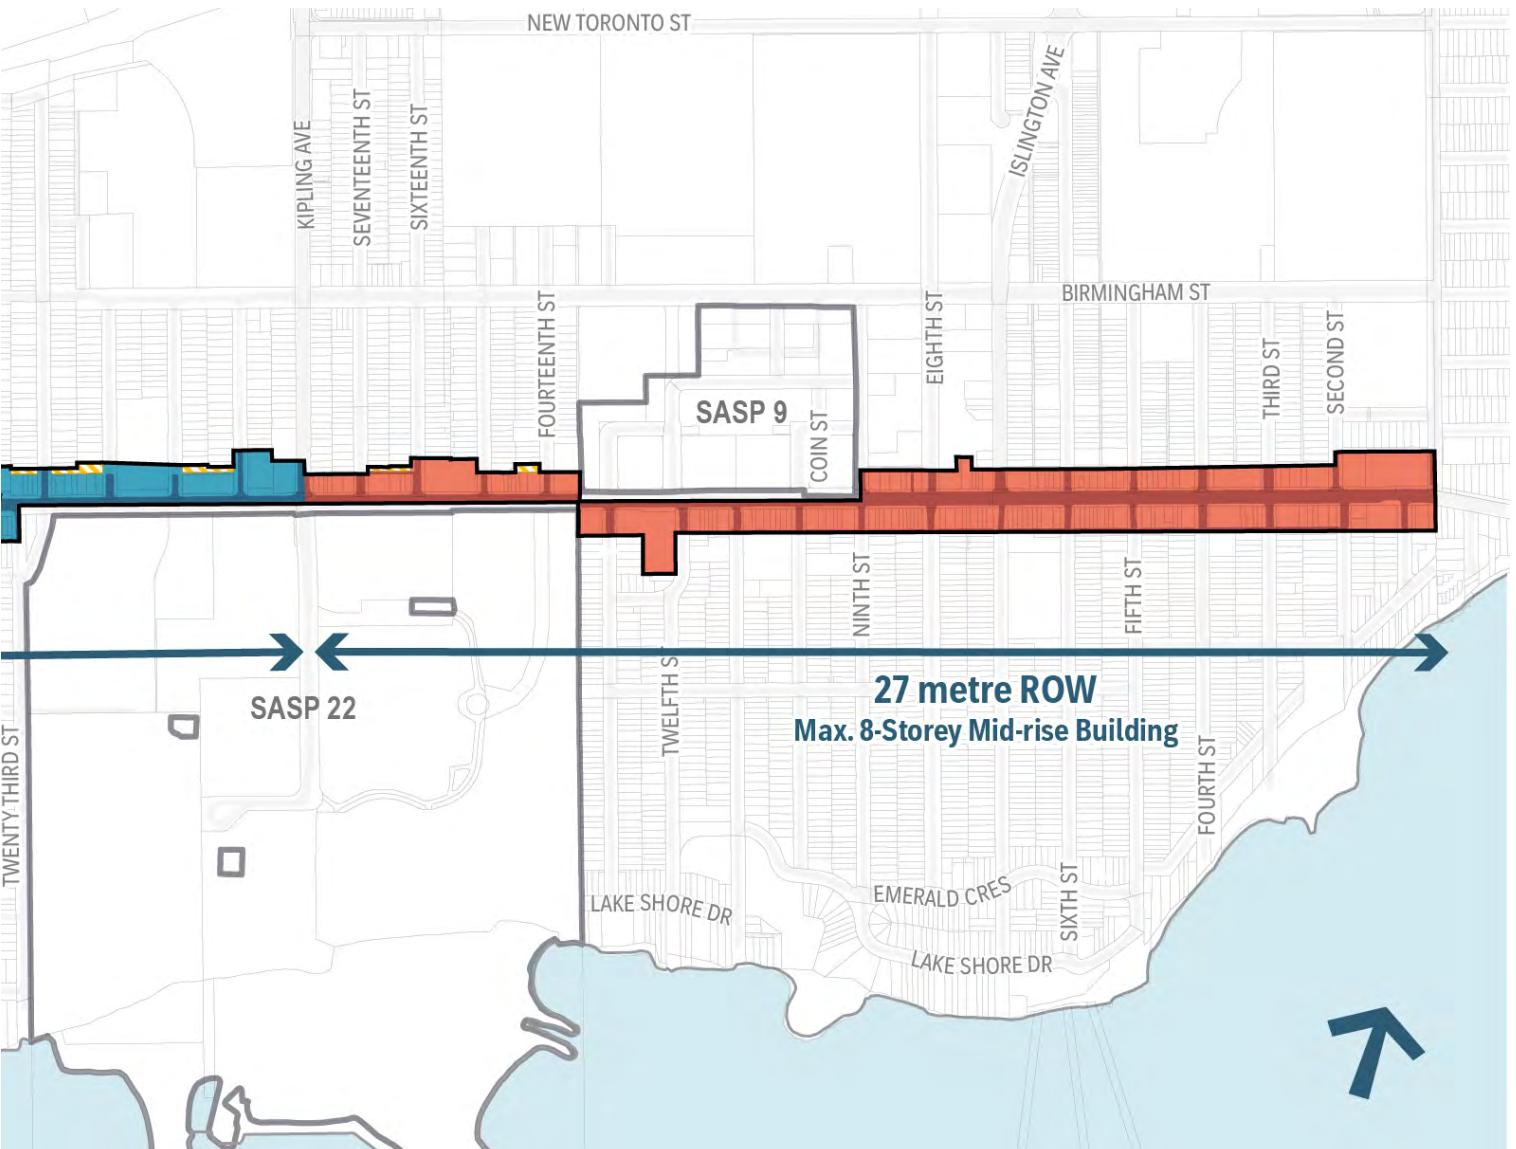 NEW TORONTO ST
KIPLING AVE
SEVENTEENTH ST
SIXTEENTH ST
ISLINGTON AVE
BIRMINGHAM ST
FOURTEENTH ST
EIGHTH ST
THIRD ST
SECOND ST
SASP 9
COIN ST
NINTH ST
FIFTH ST
TWELFTH ST
27 metre ROW
Max. 8-Storey Mid-rise Building
SASP 22
TWENTY-THIRD ST
FOURTH ST
LAKE SHORE DR
EMERALD CRES
SIXTH ST
LAKE SHORE DR